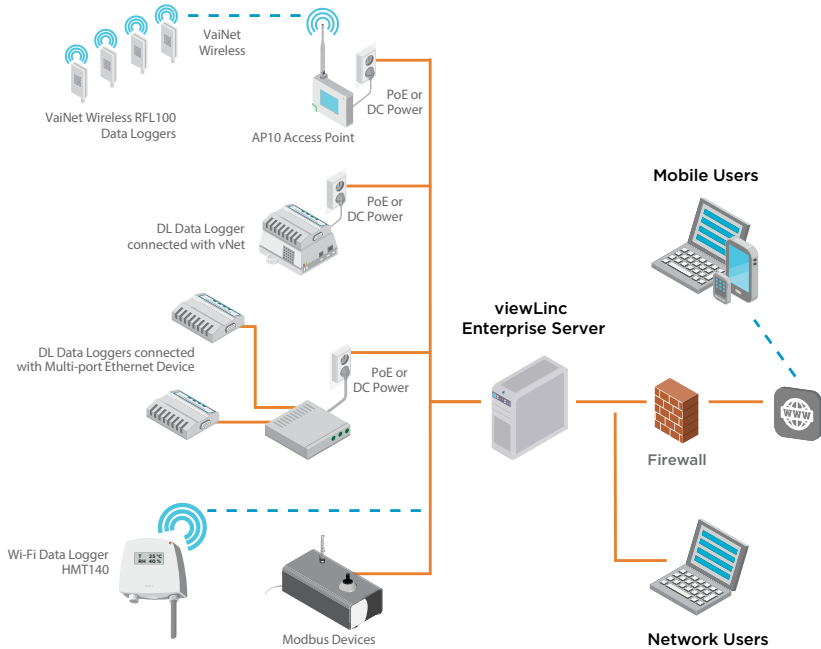 VaiNet
Wireless
VaiNet Wireless RFL100
Data Loggers
AP10 Access Point
PoE or
DC Power
DL Data Logger
connected with vNet
PoE or
DC Power
DL Data Loggers connected
with Multi-port Ethernet Device
PoE or
DC Power
Wi-Fi Data Logger
HMT140
T 25 °C
RH 40 %
Modbus Devices
viewLinc
Enterprise Server
Mobile Users
Firewall
WWW
Network Users